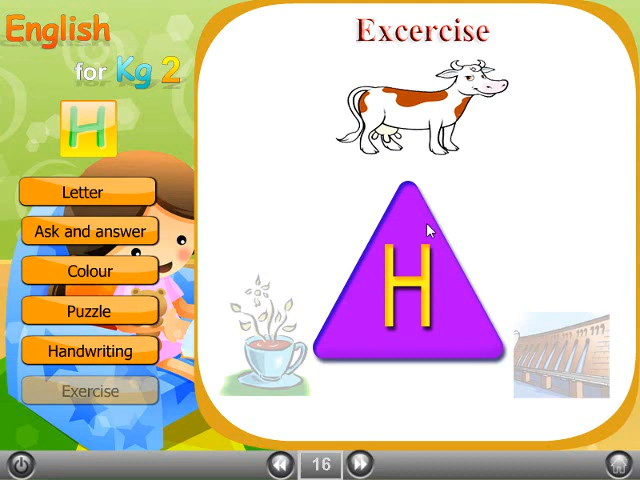 English
for Kg 2
H
Letter
Ask and answer
Colour
Puzzle
Handwriting
Exercise
Excercise
H
16